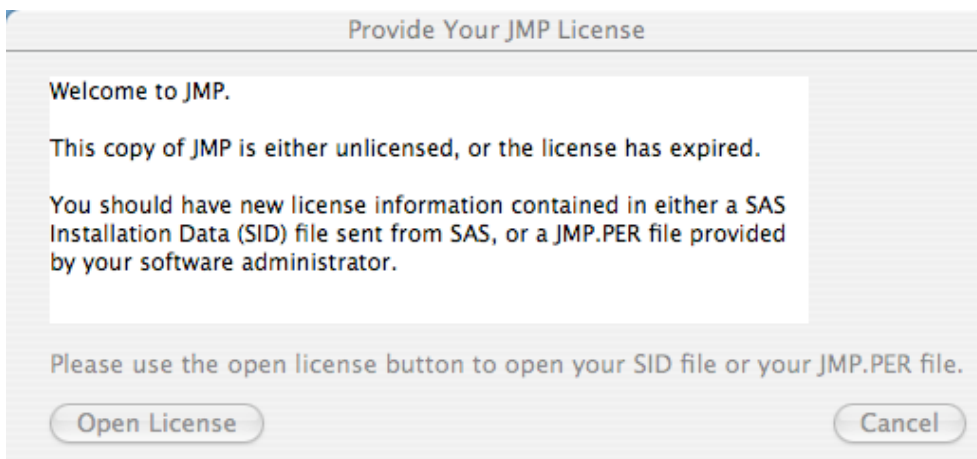 Provide Your JMP License
Welcome to JMP.
This copy of JMP is either unlicensed, or the license has expired.
You should have new license information contained in either a SAS
Installation Data (SID) file sent from SAS, or a JMP.PER file provided
by your software administrator.
Please use the open license button to open your SID file or your JMP.PER file.
Open License
Cancel